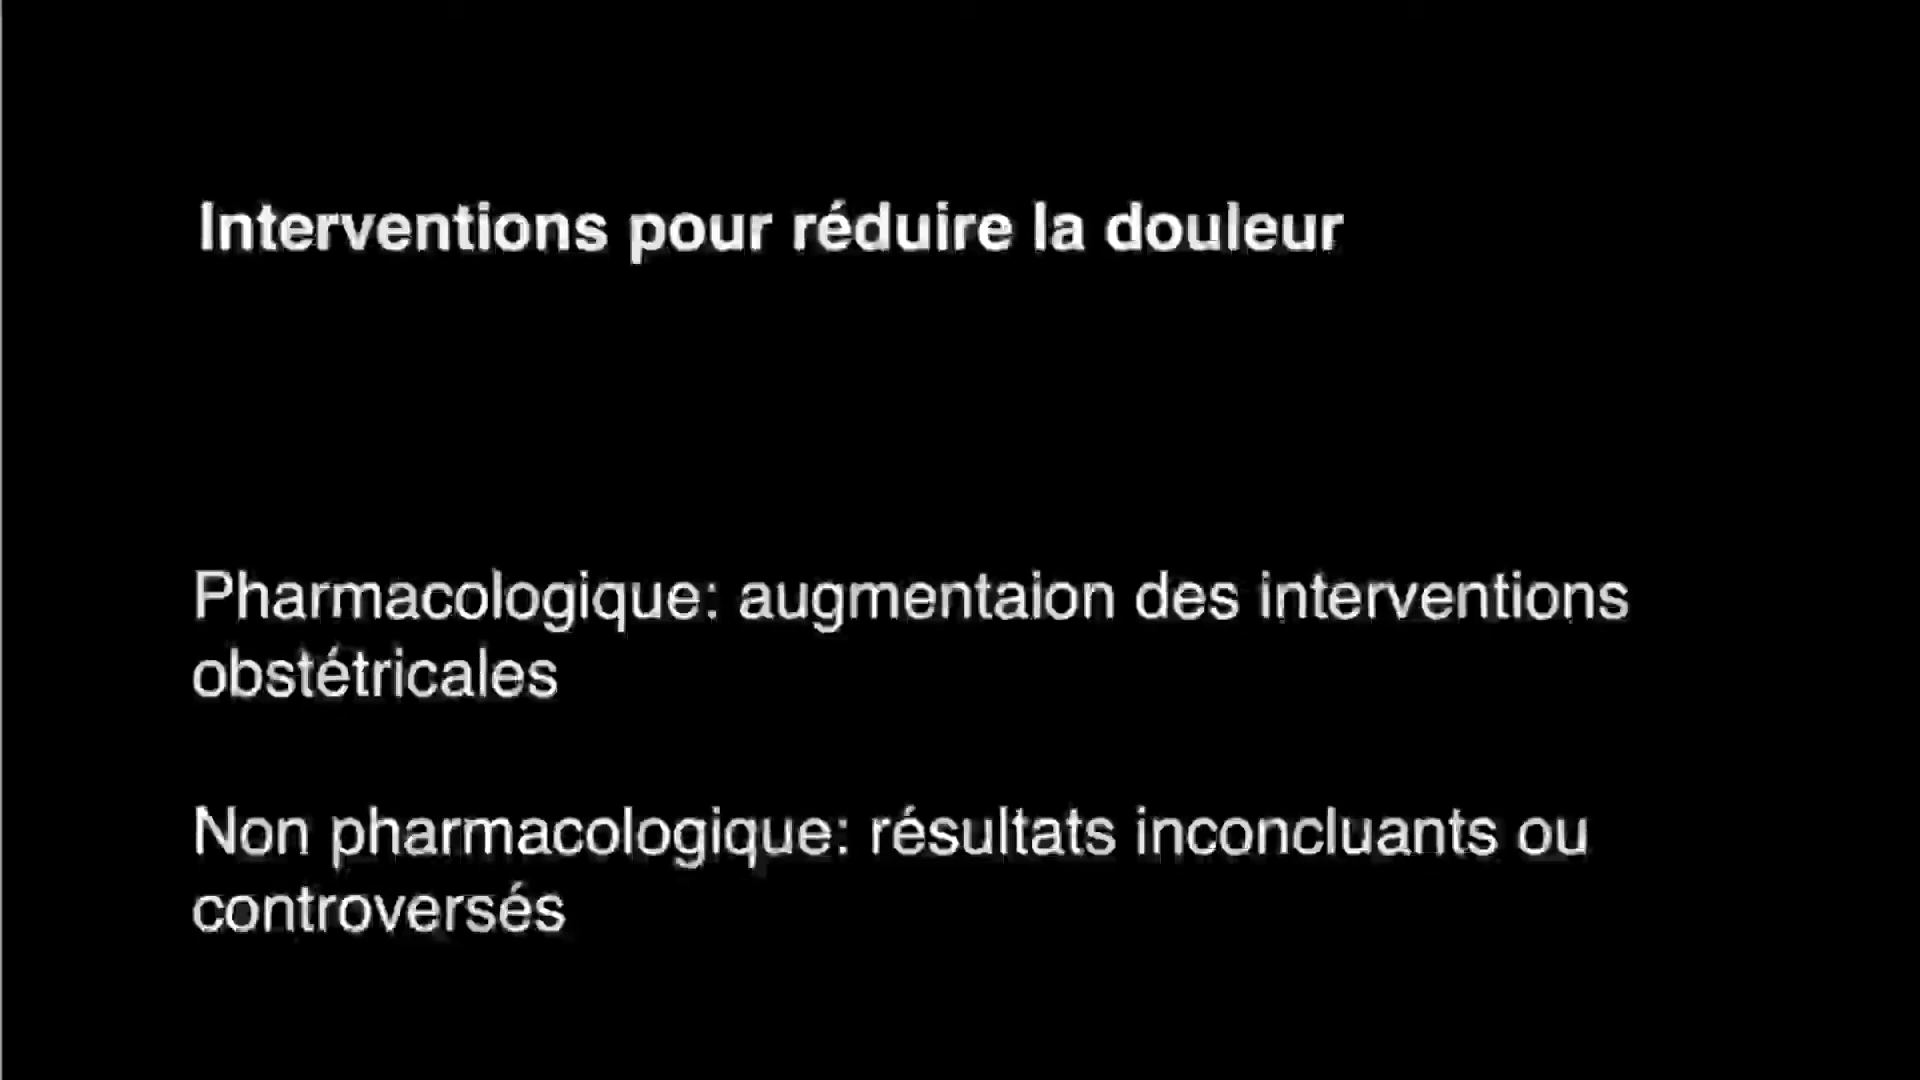 Interventions pour réduire la douleur
Pharmacologique: augmentaion des interventions
obstétricales
Non pharmacologique: résultats inconcluants ou
controversés